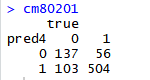 > cm80201
     true
pred4   0   1
    0 137  56
    1 103 504